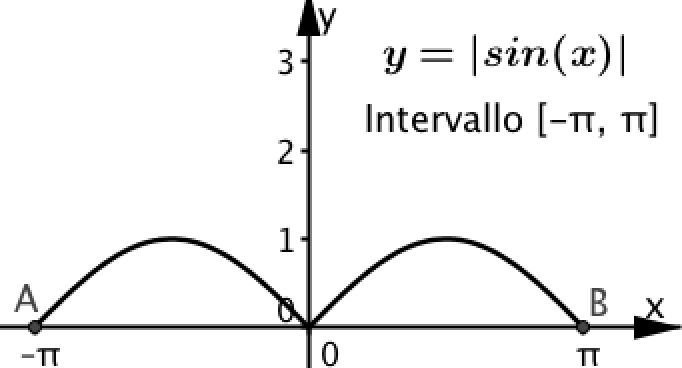 y
3
y = |sin(x)|
Intervallo [-π, π]
2
1
A
0
B
x
-π
0
π